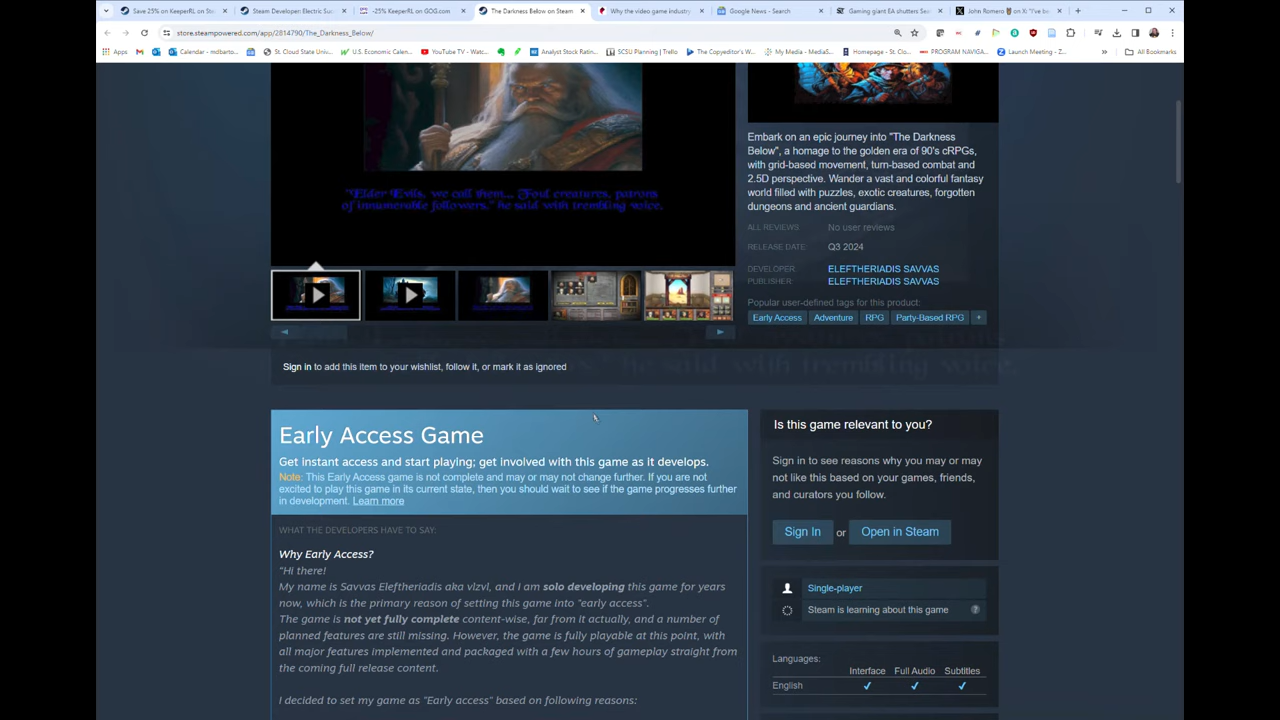 Save 25% on KeeperRL on Ste
Steam Developer: Electric Suc
-25% KeeperRL on GOG.com
The Darkness Below on Steam
Why the video game industry
Google News - Search
Gaming giant EA shutters Sea
John Romero on X: "I've be
store.steampowered.com/app/2814790/The_Darkness_Below/
Apps
Calendar - mdbarto...
St. Cloud State Univ...
U.S. Economic Calen...
YouTube TV - Watc...
Analyst Stock Ratin...
SCSU Planning | Trello
The Copyeditor's W...
My Media - MediaS...
Homepage - St. Clo...
PROGRAM NAVIGA...
Launch Meeting - Z...
All Bookmarks
"Elder Evils, we call them... Foul creatures, patrons
of innumerable followers," he said with trembling voice.
Embark on an epic journey into "The Darkness
Below", a homage to the golden era of 90's cRPGs,
with grid-based movement, turn-based combat and
2.5D perspective. Wander a vast and colorful fantasy
world filled with puzzles, exotic creatures, forgotten
dungeons and ancient guardians.
ALL REVIEWS: No user reviews
RELEASE DATE: Q3 2024
DEVELOPER: ELEFTHERIADIS SAVVAS
PUBLISHER: ELEFTHERIADIS SAVVAS
Popular user-defined tags for this product:
Early Access Adventure RPG Party-Based RPG +
Sign in to add this item to your wishlist, follow it, or mark it as ignored
he said with trembling voice.
Early Access Game
Get instant access and start playing; get involved with this game as it develops.
Note: This Early Access game is not complete and may or may not change further. If you are not
excited to play this game in its current state, then you should wait to see if the game progresses further
in development. Learn more
WHAT THE DEVELOPERS HAVE TO SAY:
Why Early Access?
"Hi there!
My name is Savvas Eleftheriadis aka vlzvl, and i am solo developing this game for years
now, which is the primary reason of setting this game into "early access".
The game is not yet fully complete content-wise, far from it actually, and a number of
planned features are still missing. However, the game is fully playable at this point, with
all major features implemented and packaged with a few hours of gameplay straight from
the coming full release content.
I decided to set my game as "Early access" based on following reasons:
Is this game relevant to you?
Sign in to see reasons why you may or may
not like this based on your games, friends,
and curators you follow.
Sign In or Open in Steam
Single-player
Steam is learning about this game ?
Languages:
Interface Full Audio Subtitles
English ✔ ✔ ✔